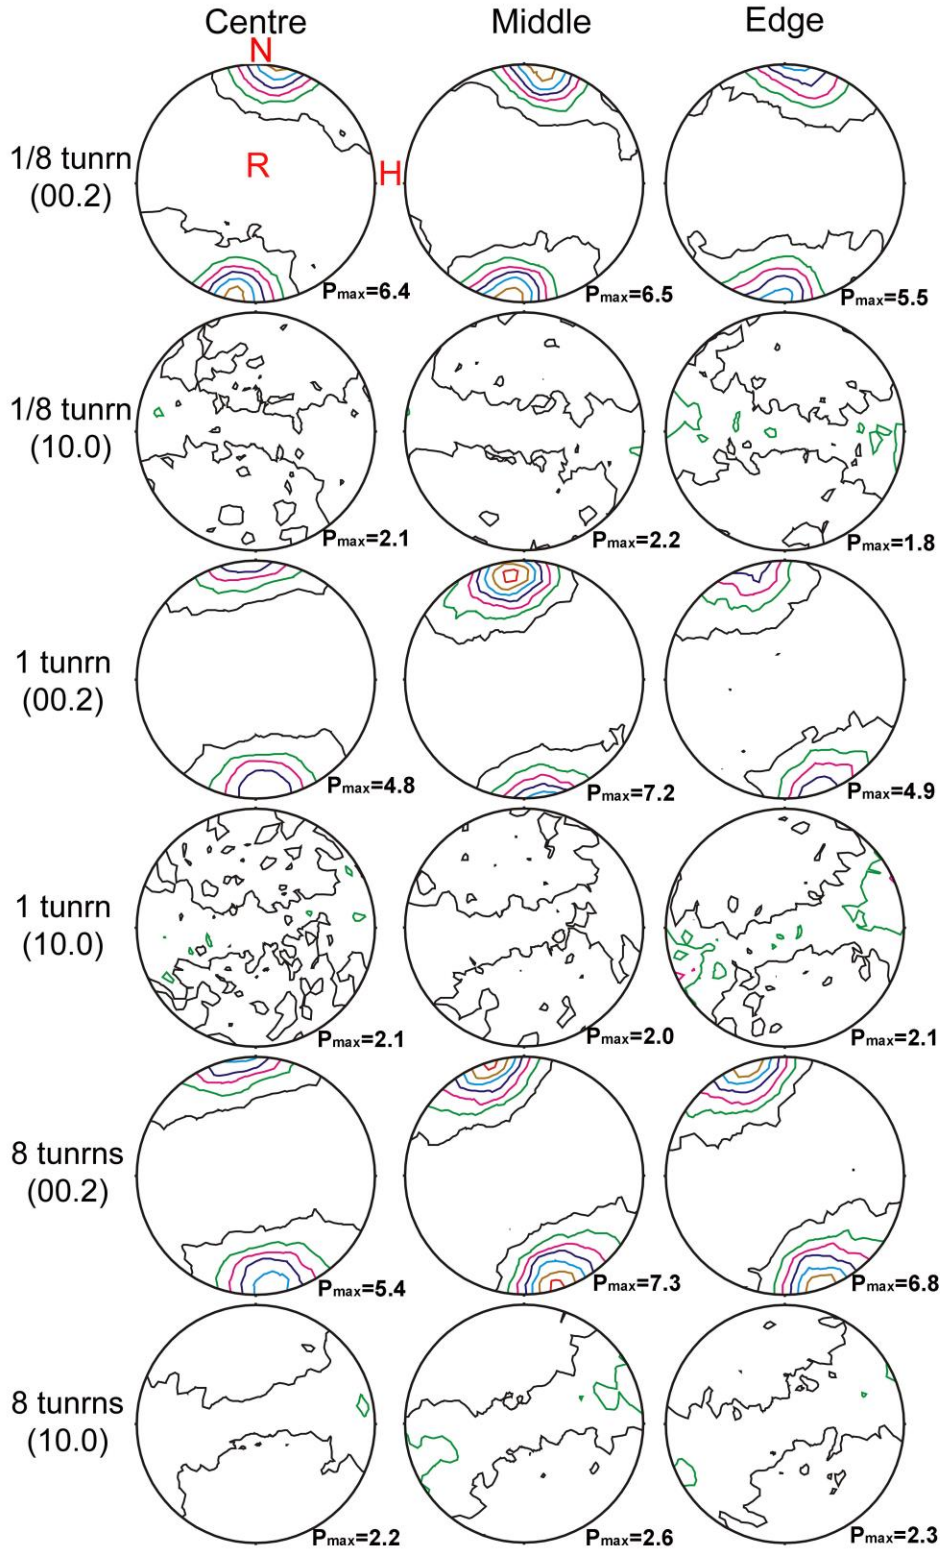 Centre Middle Edge
N
1/8 tunrn
(00.2)
R
H
Pmax=6.4 Pmax=6.5 Pmax=5.5
1/8 tunrn
(10.0)
Pmax=2.1 Pmax=2.2 Pmax=1.8
1 tunrn
(00.2)
Pmax=4.8 Pmax=7.2 Pmax=4.9
1 tunrn
(10.0)
Pmax=2.1 Pmax=2.0 Pmax=2.1
8 tunrns
(00.2)
Pmax=5.4 Pmax=7.3 Pmax=6.8
8 tunrns
(10.0)
Pmax=2.2 Pmax=2.6 Pmax=2.3